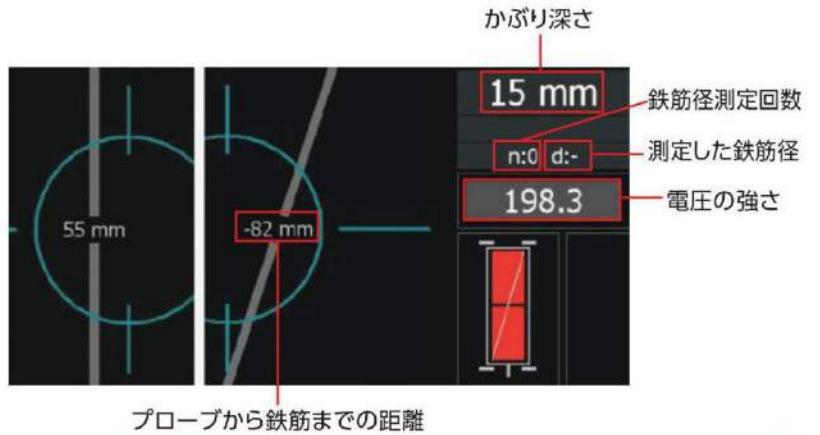 かぶり深さ
15 mm
鉄筋径測定回数
n:0 d:-
測定した鉄筋径
198.3
電圧の強さ
55 mm
-82 mm
プローブから鉄筋までの距離